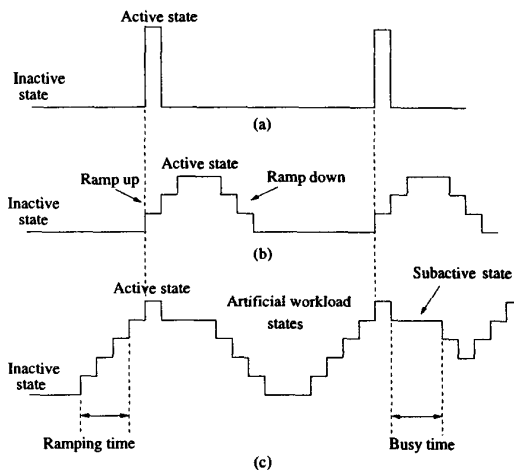 Active state
Inactive
state
(a)
Active state
Ramp up
Ramp down
Inactive
state
(b)
Subactive state
Active state
Artificial workload
states
Inactive
state
Ramping time
Busy time
(c)